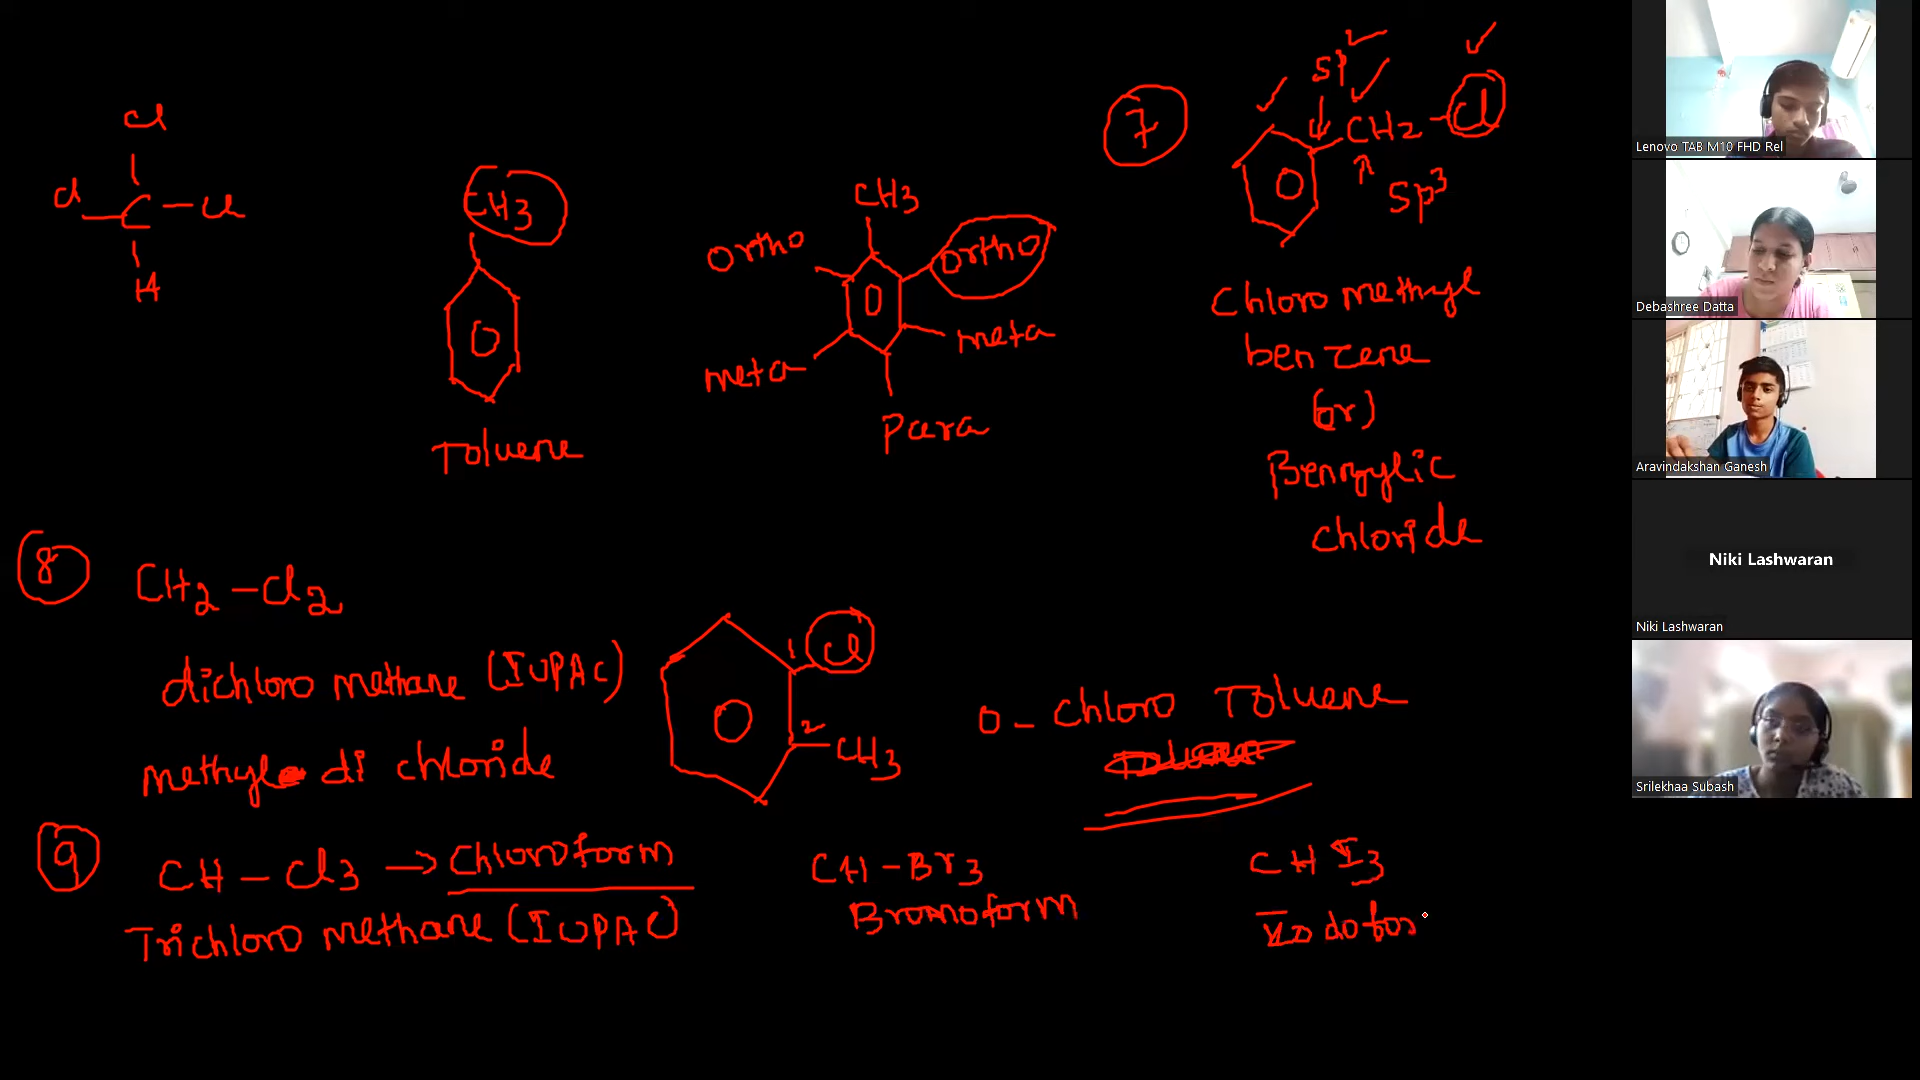 Cl
Cl C Cl
H
CH3
Toluene
CH3
Ortho
Ortho
meta
meta
Para
7
sp2
CH2 - Cl
sp3
Chloro methyl
benzene
(or)
Benzylic
chloride
8
CH2 - Cl2
dichloro methane (IUPAC)
methyl di chloride
1 Cl
2 CH3
o - chloro Toluene
9
CH - Cl3 → Chloroform
Trichloro methane (IUPAC)
CH - Br3
Bromoform
CHI3
Iodofor
Lenovo TAB M10 FHD Rel
Debashree Datta
Aravindakshan Ganesh
Niki Lashwaran
Niki Lashwaran
Srilekhaa Subash